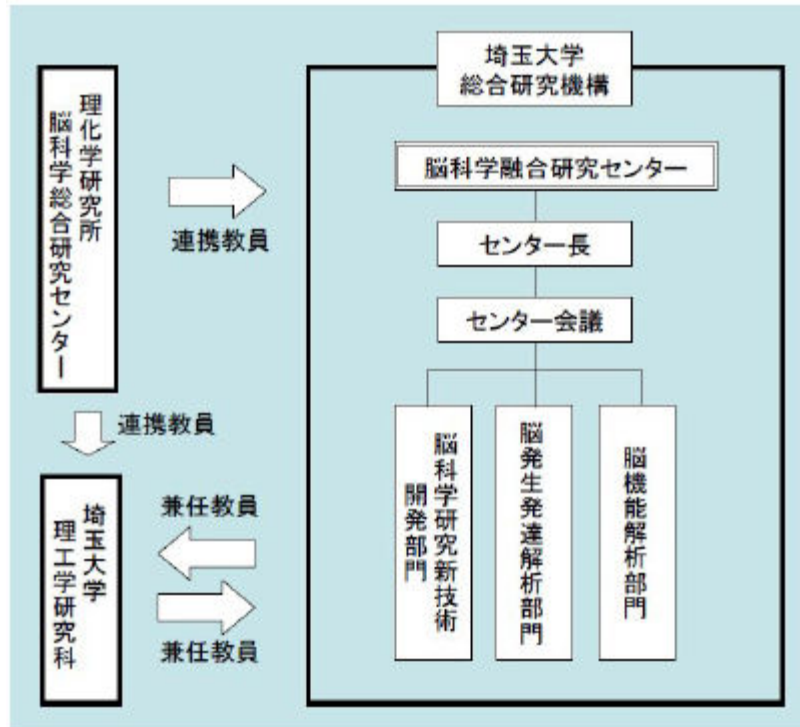 埼玉大学
総合研究機構
理化学研究所
脳科学総合研究センター
連携教員
脳科学融合研究センター
センター長
センター会議
連携教員
埼玉大学
理工学研究科
兼任教員
兼任教員
脳科学研究新技術
開発部門
脳発生発達解析部門
脳機能解析部門